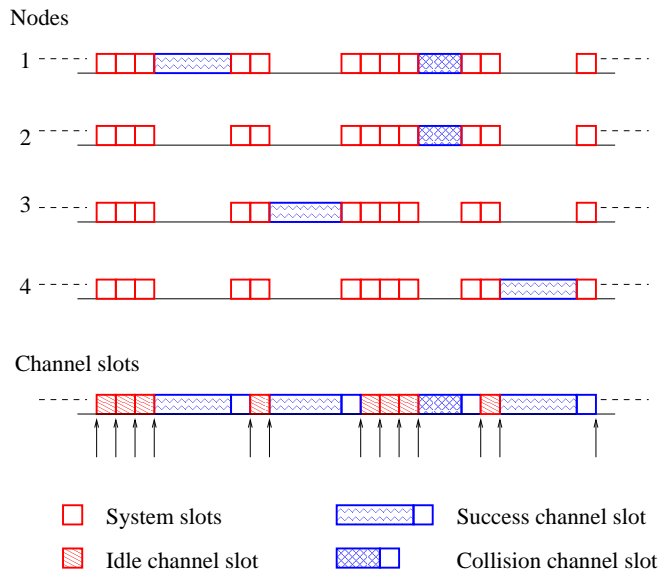 Nodes
1
2
3
4
Channel slots
System slots
Success channel slot
Idle channel slot
Collision channel slot